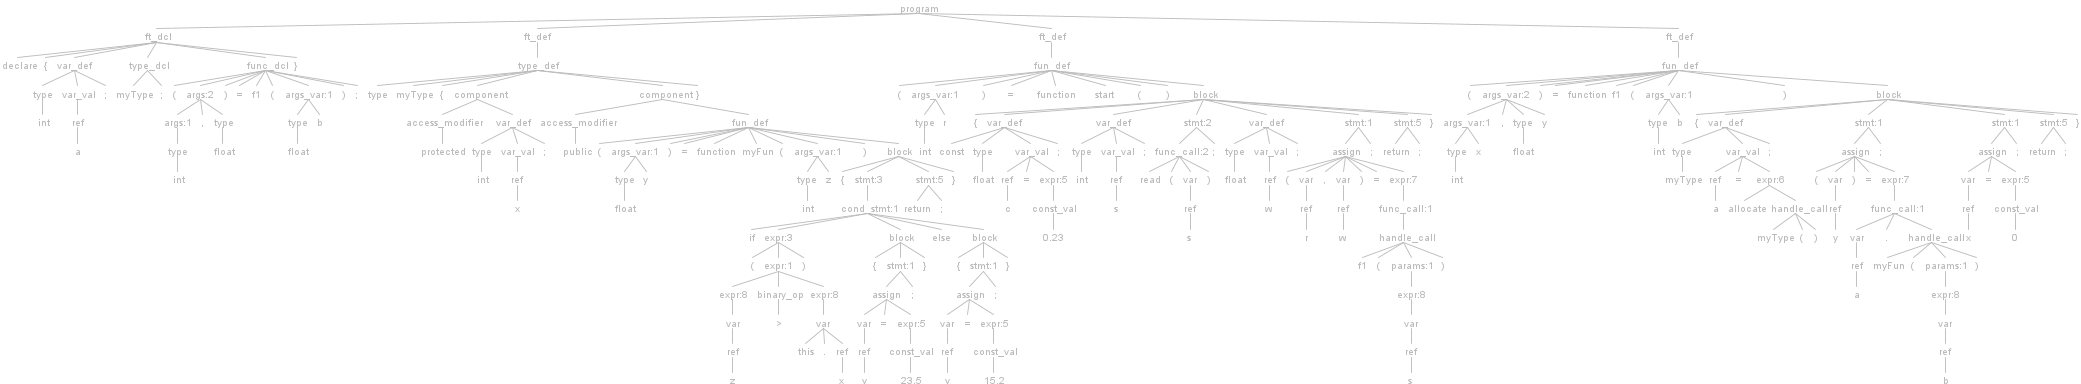 program
ft_dcl ft_def ft_def ft_def
declare { var_def type_dcl func_dcl } type_def fun_def fun_def
type var_val ; myType ; ( args:2 ) = f1 ( args_var:1 ) ; type myType { component component } ( args_var:1 ) = function start ( ) block ( args_var:2 ) = function f1 ( args_var:1 ) block
int ref args:1 , type type b access_modifier var_def access_modifier fun_def type r { var_def var_def stmt:2 var_def stmt:1 stmt:5 } args_var:1 , type y type b { var_def stmt:1 stmt:1 stmt:5 }
a type float float protected type var_val ; public ( args_var:1 ) = function myFun ( args_var:1 ) block int const type var_val ; type var_val ; func_call:2 ; type var_val ; assign ; return ; type x float int type var_val ; assign ; assign ; return ;
int int ref type y type z { stmt:3 stmt:5 } float ref = expr:5 int ref read ( var ) float ref ( var , var ) = expr:7 int myType ref = expr:6 ( var ) = expr:7 var = expr:5
x float int cond_stmt:1 return ; c const_val s ref w ref ref func_call:1 a allocate handle_call ref func_call:1 ref const_val
if expr:3 block else block 0.23 s r w handle_call myType ( ) y var . handle_call x 0
( expr:1 ) { stmt:1 } { stmt:1 } f1 ( params:1 ) ref myFun ( params:1 )
expr:8 binary_op expr:8 assign ; assign ; expr:8 a expr:8
var > var var = expr:5 var = expr:5 var var
ref this . ref ref const_val ref const_val ref ref
z x v 23.5 v 15.2 s b